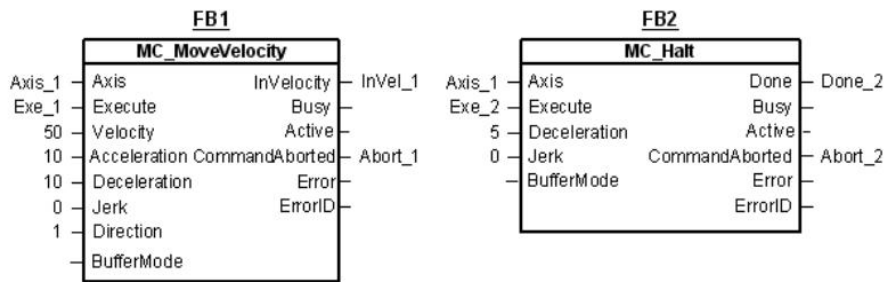 FB1
MC_MoveVelocity
Axis_1 Axis InVelocity InVel_1
Exe_1 Execute Busy
50 Velocity Active
10 Acceleration CommandAborted Abort_1
10 Deceleration Error
0 Jerk ErrorID
1 Direction
BufferMode
FB2
MC_Halt
Axis_1 Axis Done Done_2
Exe_2 Execute Busy
5 Deceleration Active
0 Jerk CommandAborted Abort_2
BufferMode Error
ErrorID